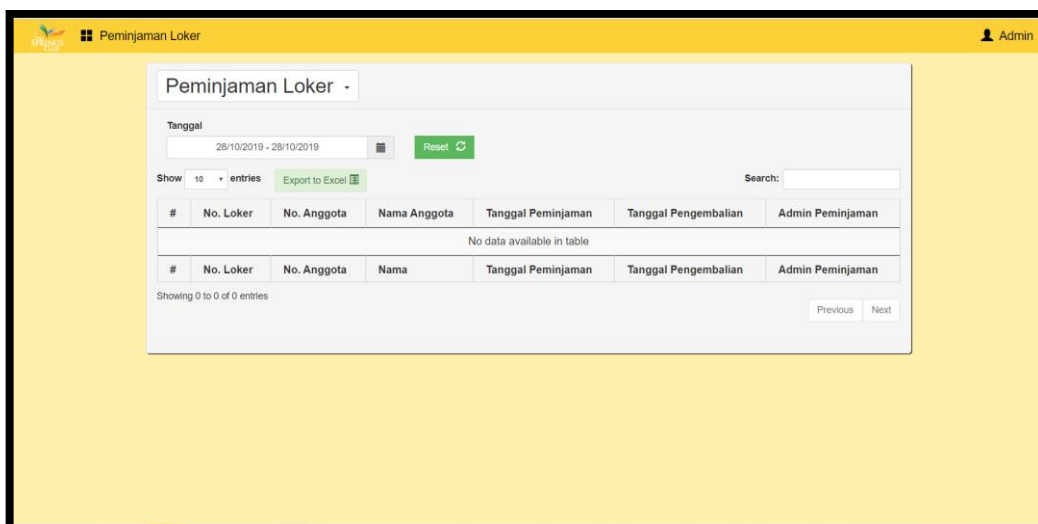 THE
SPRINGS
CLUB
Peminjaman Loker
Admin
Peminjaman Loker
Tanggal
28/10/2019 - 28/10/2019
Reset
Show 10 entries
Export to Excel
Search:
# No. Loker No. Anggota Nama Anggota Tanggal Peminjaman Tanggal Pengembalian Admin Peminjaman
No data available in table
# No. Loker No. Anggota Nama Tanggal Peminjaman Tanggal Pengembalian Admin Peminjaman
Showing 0 to 0 of 0 entries
Previous Next